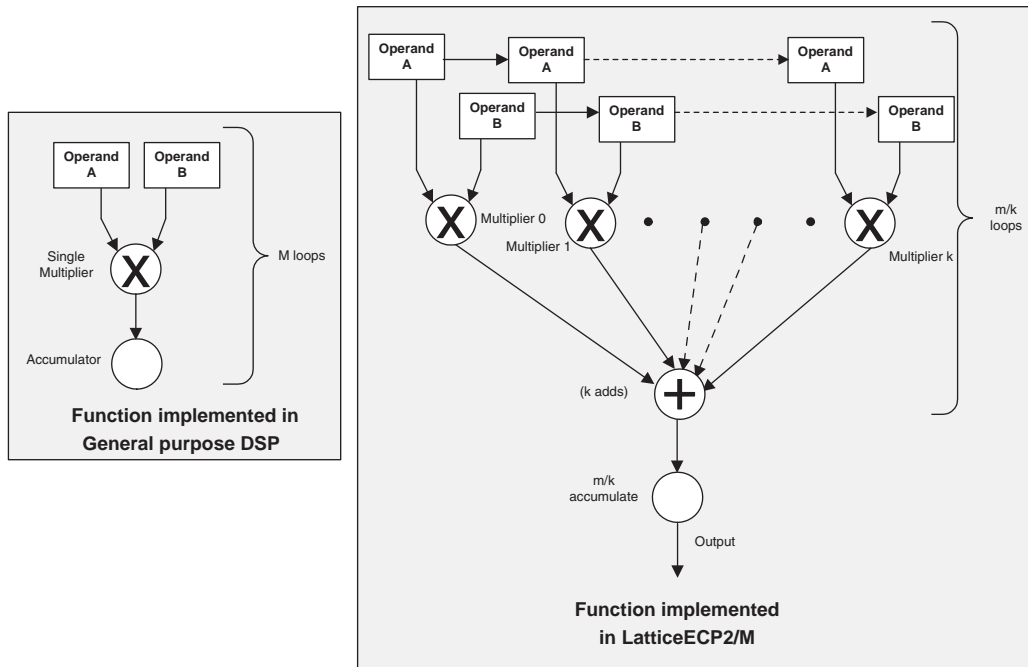 Operand
A
Operand
B
Single
Multiplier
X
M loops
Accumulator
Function implemented in
General purpose DSP
Operand
A
Operand
A
Operand
A
Operand
B
Operand
B
Operand
B
X
Multiplier 0
X
Multiplier 1
X
Multiplier k
m/k
loops
(k adds)
+
m/k
accumulate
Output
Function implemented
in LatticeECP2/M